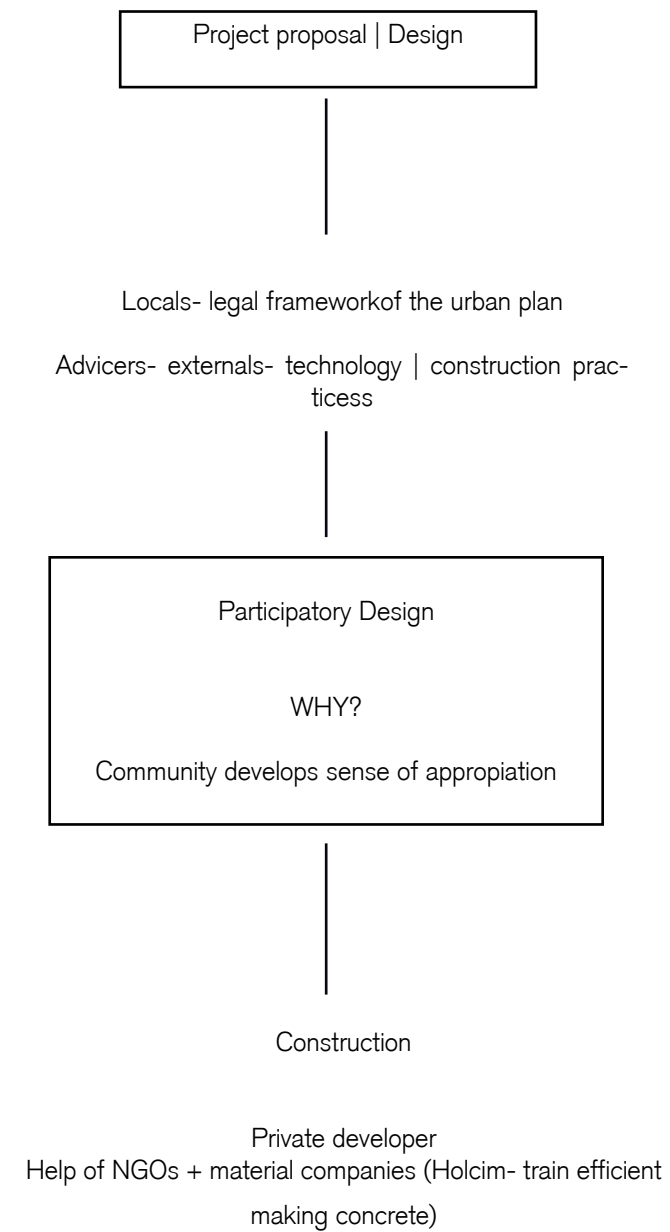 Project proposal | Design
Locals- legal frameworkof the urban plan
Advicers- externals- technology | construction prac-
ticess
Participatory Design
WHY?
Community develops sense of appropiation
Construction
Private developer
Help of NGOs + material companies (Holcim- train efficient
making concrete)